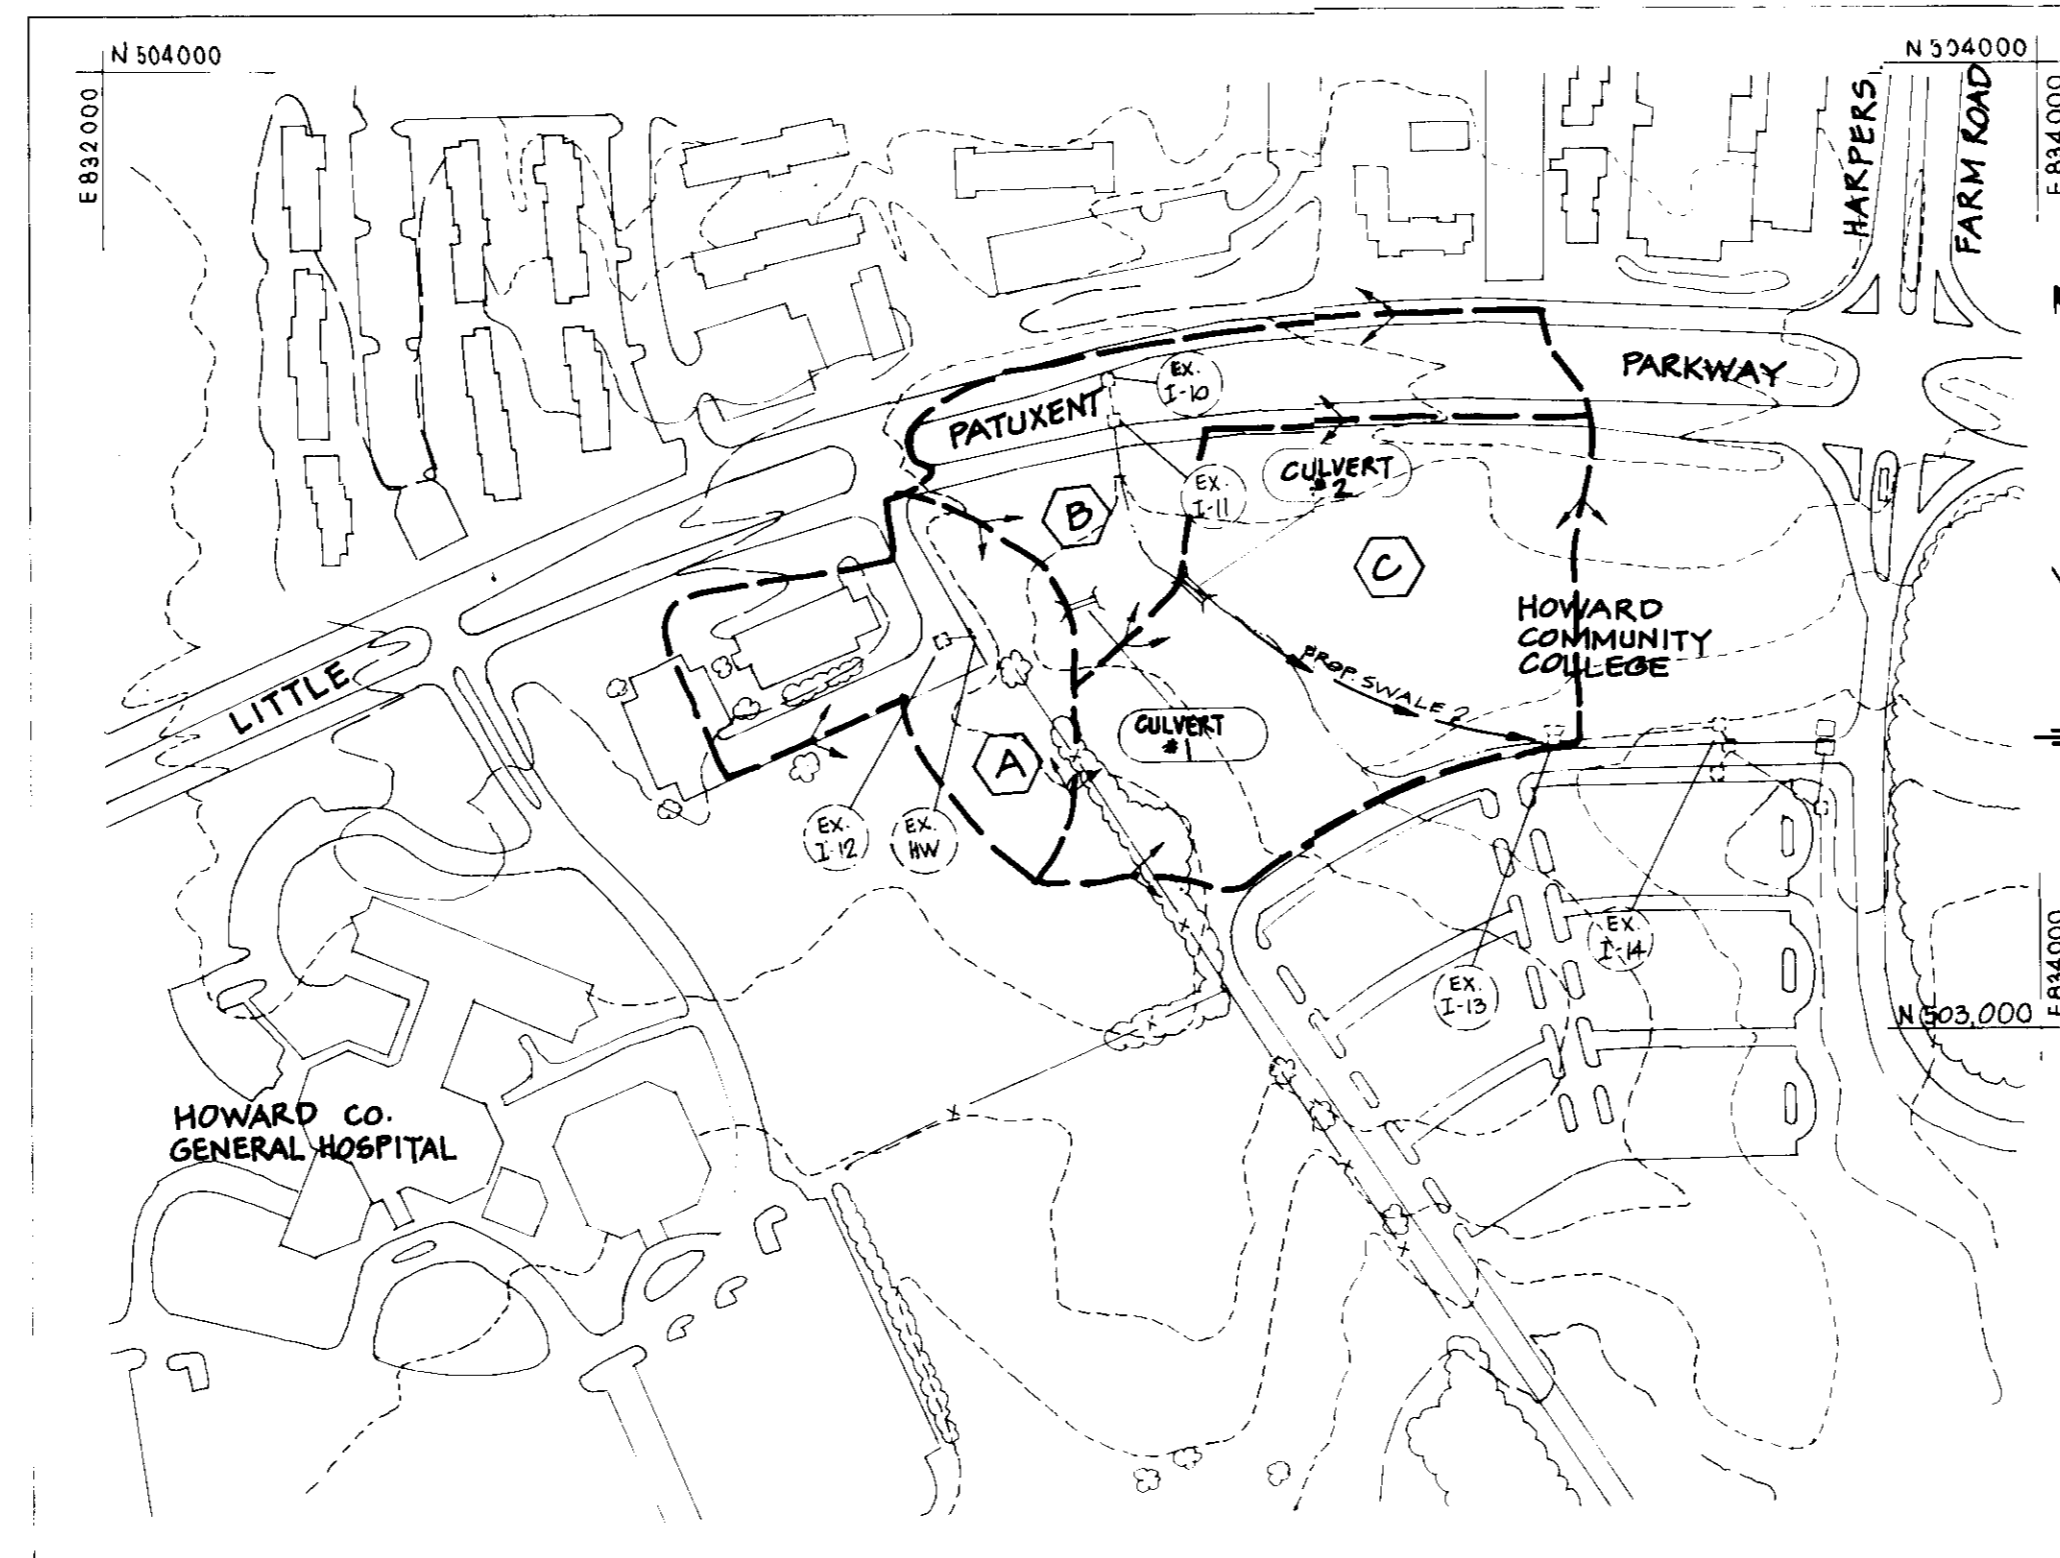 N 504000
N 504000
E 832000
E 834000
HARPERS
FARM ROAD
PARKWAY
PATUXENT
EX.
I-10
EX.
I-11
CULVERT
#2
B
C
HOWARD
COMMUNITY
COLLEGE
PROP. SWALE 2
LITTLE
CULVERT
#1
A
EX.
I-12
EX.
HW
EX.
I-14
EX.
I-13
E 834000
N 503,000
HOWARD CO.
GENERAL HOSPITAL